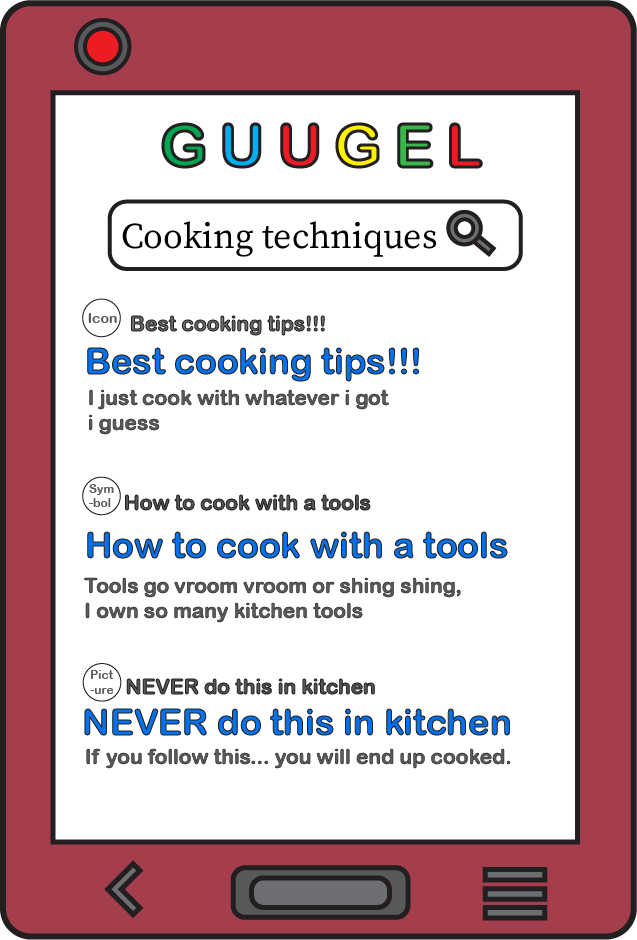 GUUGEL
Cooking techniques
Icon
Best cooking tips!!!
Best cooking tips!!!
I just cook with whatever i got
i guess
Sym
-bol
How to cook with a tools
How to cook with a tools
Tools go vroom vroom or shing shing,
I own so many kitchen tools
Pict
-ure
NEVER do this in kitchen
NEVER do this in kitchen
If you follow this... you will end up cooked.